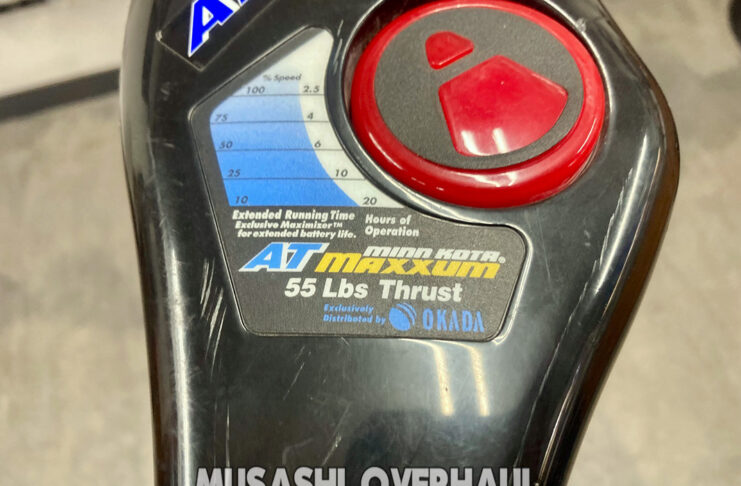 % Speed
100 2.5
75 4
50 6
25 10
10 20
Extended Running Time
Exclusive Maximizer™
for extended battery life.
Hours of
Operation
MINN KOTA®
AT MAXXUM
55 Lbs Thrust
Exclusively
Distributed by OKADA
MUSASHI OVERHAUL